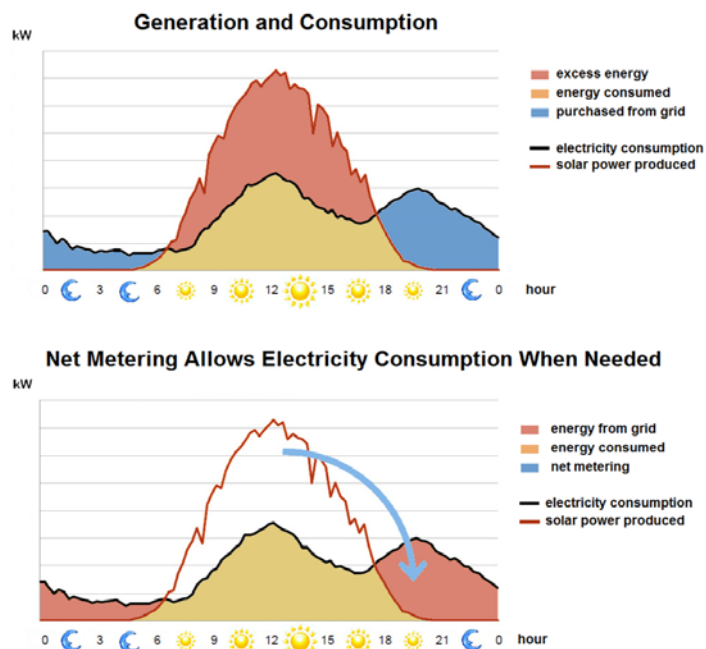 Generation and Consumption
kW
excess energy
energy consumed
purchased from grid
electricity consumption
solar power produced
0 3 6 9 12 15 18 21 0 hour
Net Metering Allows Electricity Consumption When Needed
kW
energy from grid
energy consumed
net metering
electricity consumption
solar power produced
0 3 6 9 12 15 18 21 0 hour